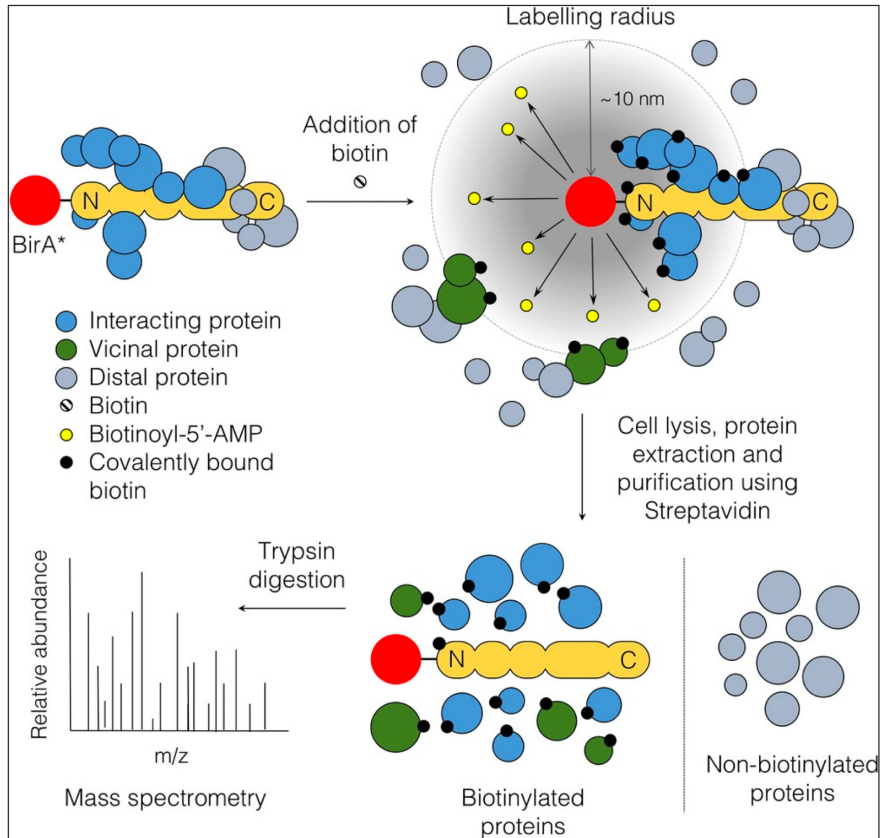 Labelling radius
~10 nm
Addition of
biotin
N
C
BirA*
N
C
Interacting protein
Vicinal protein
Distal protein
Biotin
Biotinoyl-5'-AMP
Covalently bound
biotin
Cell lysis, protein
extraction and
purification using
Streptavidin
Trypsin
digestion
Relative abundance
m/z
Mass spectrometry
N
C
Biotinylated
proteins
Non-biotinylated
proteins